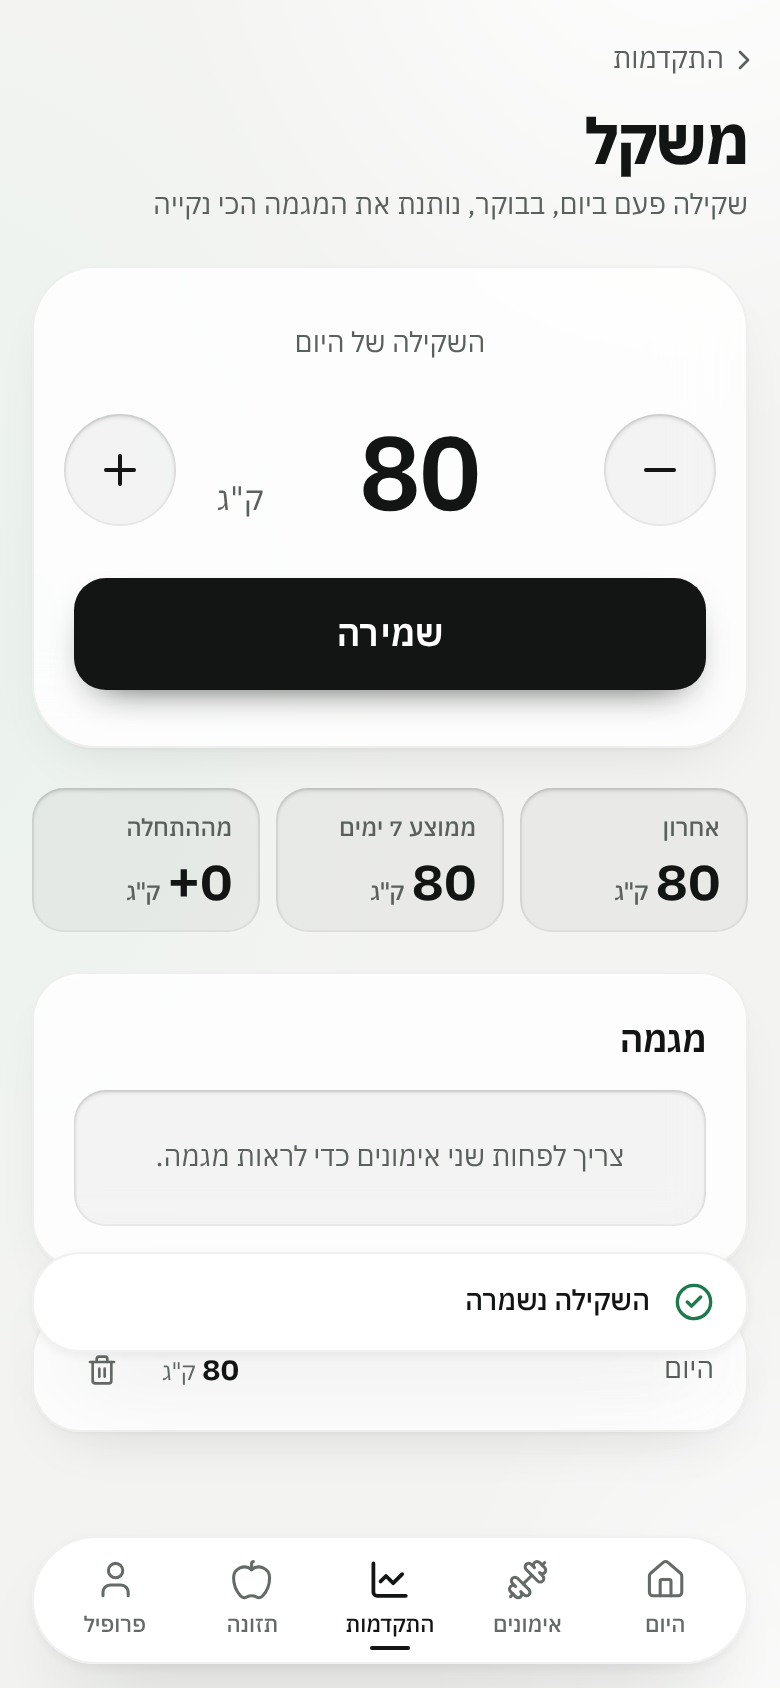 התקדמות
משקל
שקילה פעם ביום, בבוקר, נותנת את המגמה הכי נקייה
השקילה של היום
80 ק"ג
שמירה
אחרון
80 ק"ג
ממוצע 7 ימים
80 ק"ג
מההתחלה
+0 ק"ג
מגמה
צריך לפחות שני אימונים כדי לראות מגמה.
השקילה נשמרה
היום 80 ק"ג
היום
אימונים
התקדמות
תזונה
פרופיל